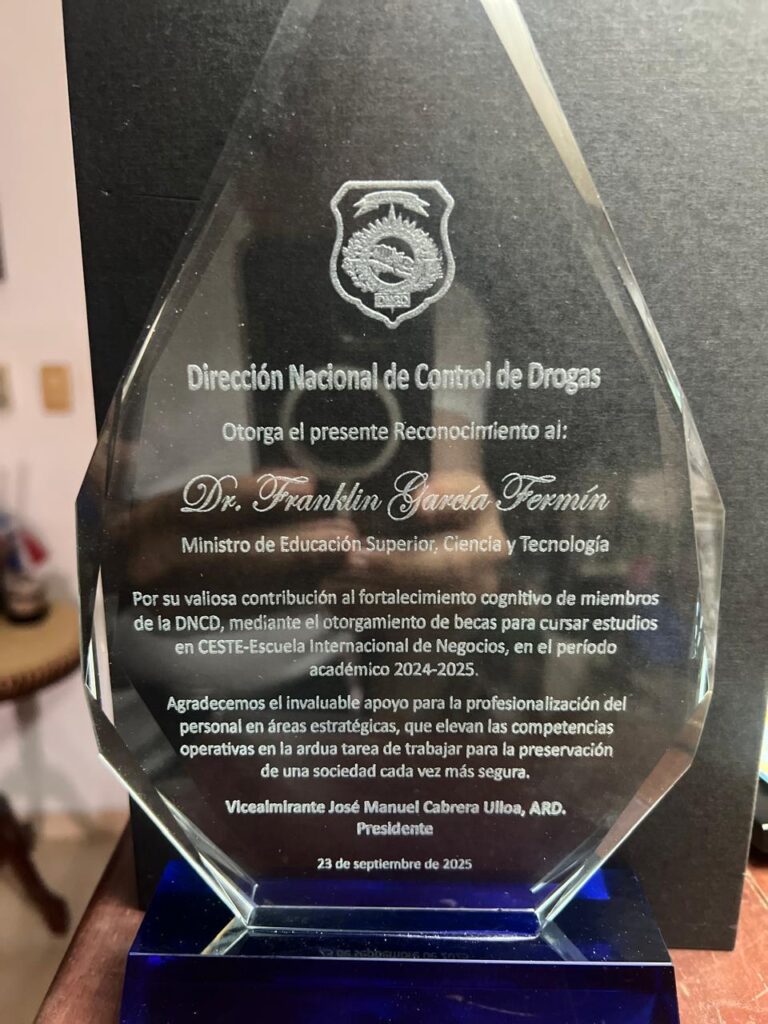 DNCD
Dirección Nacional de Control de Drogas
Otorga el presente Reconocimiento al:
Dr. Franklin García Fermín
Ministro de Educación Superior, Ciencia y Tecnología
Por su valiosa contribución al fortalecimiento cognitivo de miembros
de la DNCD, mediante el otorgamiento de becas para cursar estudios
en CESTE-Escuela Internacional de Negocios, en el período
académico 2024-2025.
Agradecemos el invaluable apoyo para la profesionalización del
personal en áreas estratégicas, que elevan las competencias
operativas en la ardua tarea de trabajar para la preservación
de una sociedad cada vez más segura.
Vicealmirante José Manuel Cabrera Ulloa, ARD.
Presidente
23 de septiembre de 2025